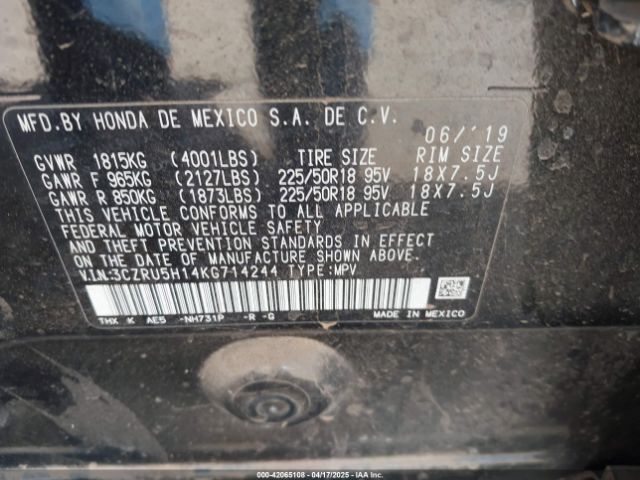 MFD.BY HONDA DE MEXICO S.A. DE C.V. 06/'19
GVWR 1815KG (4001LBS) TIRE SIZE RIM SIZE
GAWR F 965KG (2127LBS) 225/50R18 95V 18X7.5J
GAWR R 850KG (1873LBS) 225/50R18 95V 18X7.5J
THIS VEHICLE CONFORMS TO ALL APPLICABLE
FEDERAL MOTOR VEHICLE SAFETY
AND THEFT PREVENTION STANDARDS IN EFFECT
ON THE DATE OF MANUFACTURE SHOWN ABOVE.
V.I.N:3CZRU5H14KG714244 TYPE:MPV
THX K AE5 -NH731P -R -G MADE IN MEXICO
000-42065108 - 04/17/2025 - IAA Inc.